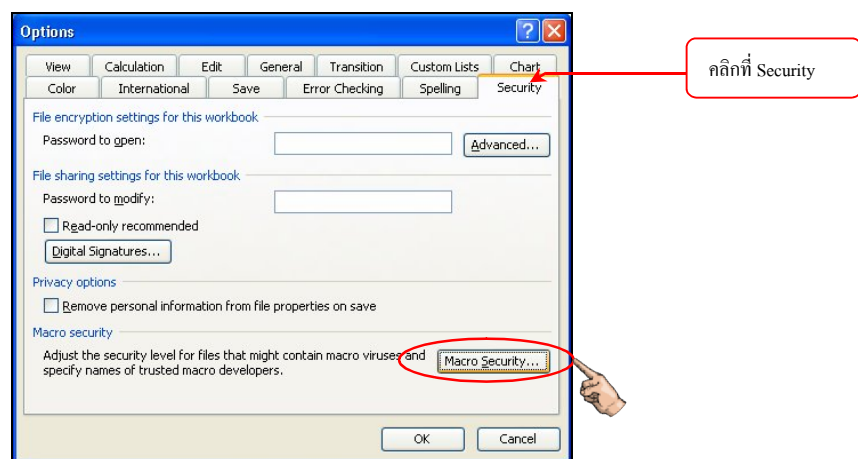 Options
View Calculation Edit General Transition Custom Lists Chart
Color International Save Error Checking Spelling Security
คลิกที่ Security
File encryption settings for this workbook
Password to open:
Advanced...
File sharing settings for this workbook
Password to modify:
Read-only recommended
Digital Signatures...
Privacy options
Remove personal information from file properties on save
Macro security
Adjust the security level for files that might contain macro viruses and
specify names of trusted macro developers.
Macro Security...
OK Cancel